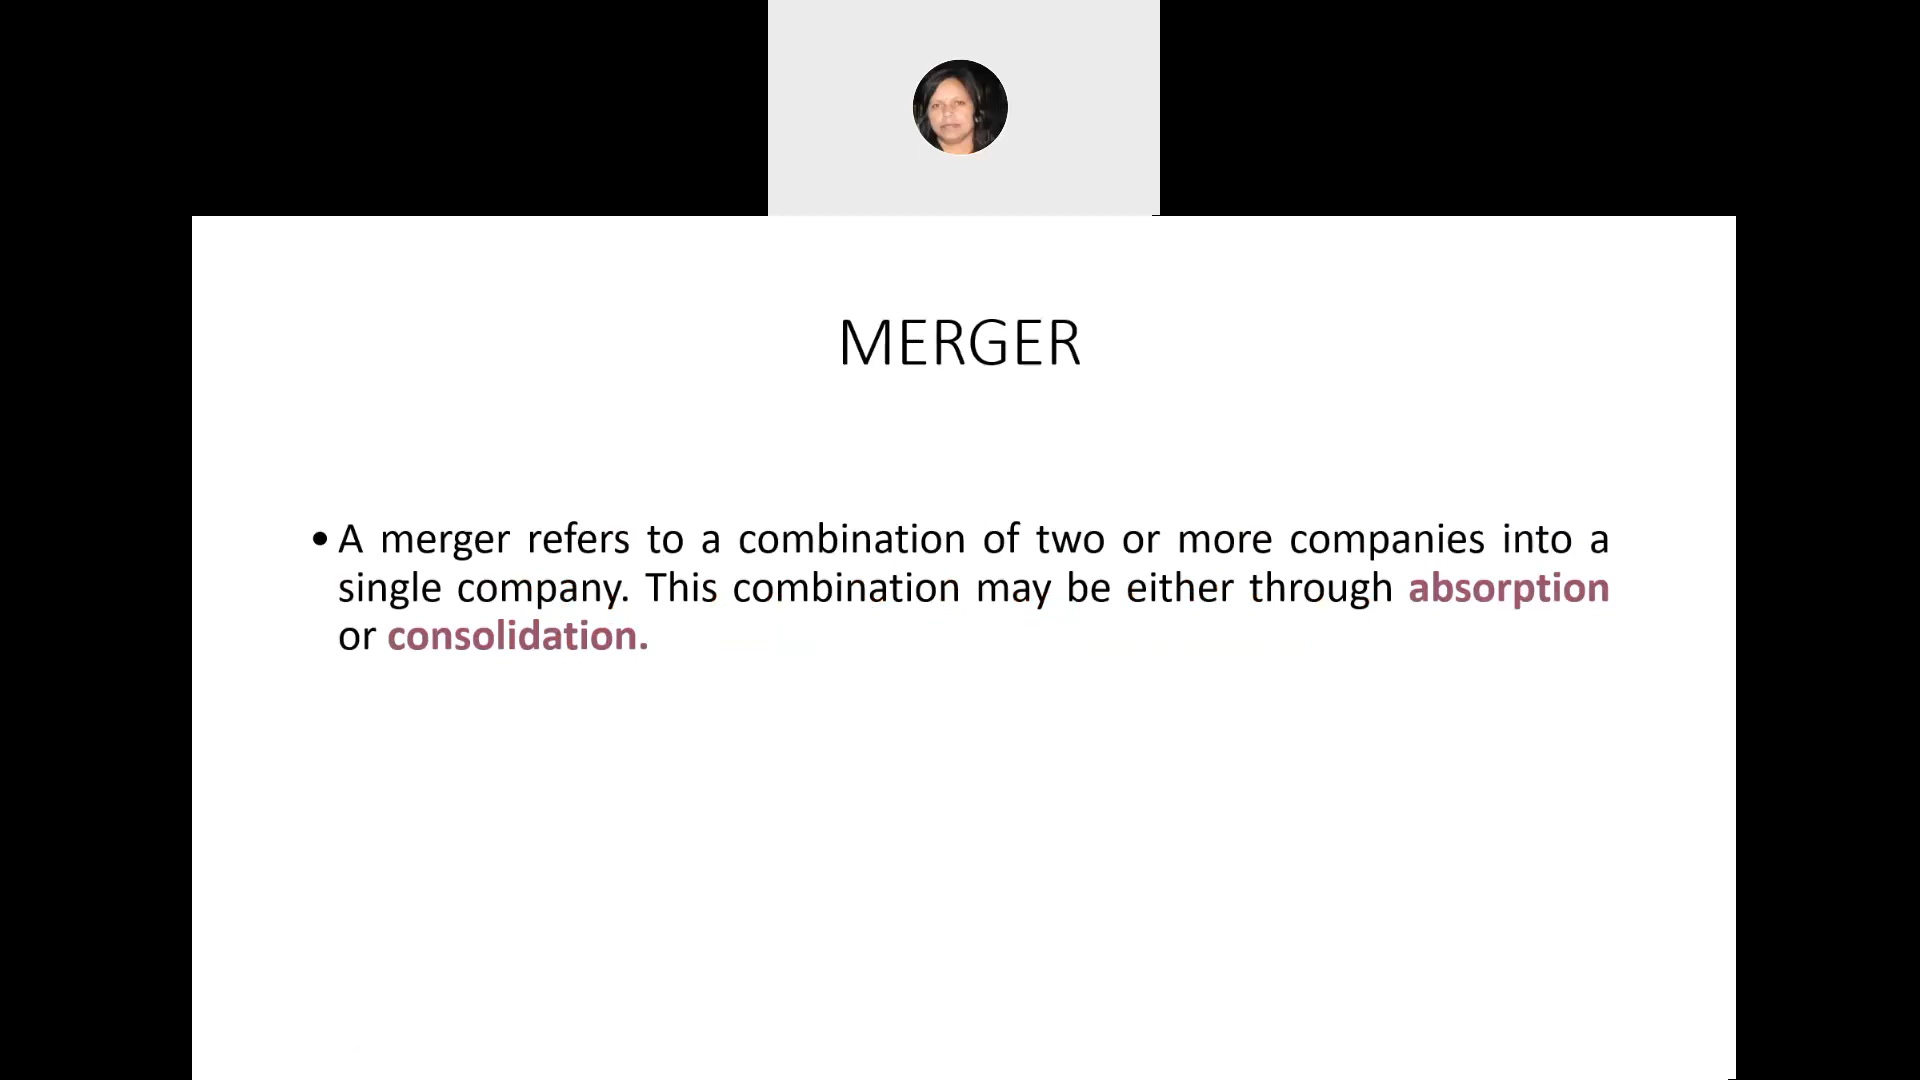 MERGER
• A merger refers to a combination of two or more companies into a
single company. This combination may be either through absorption
or consolidation.